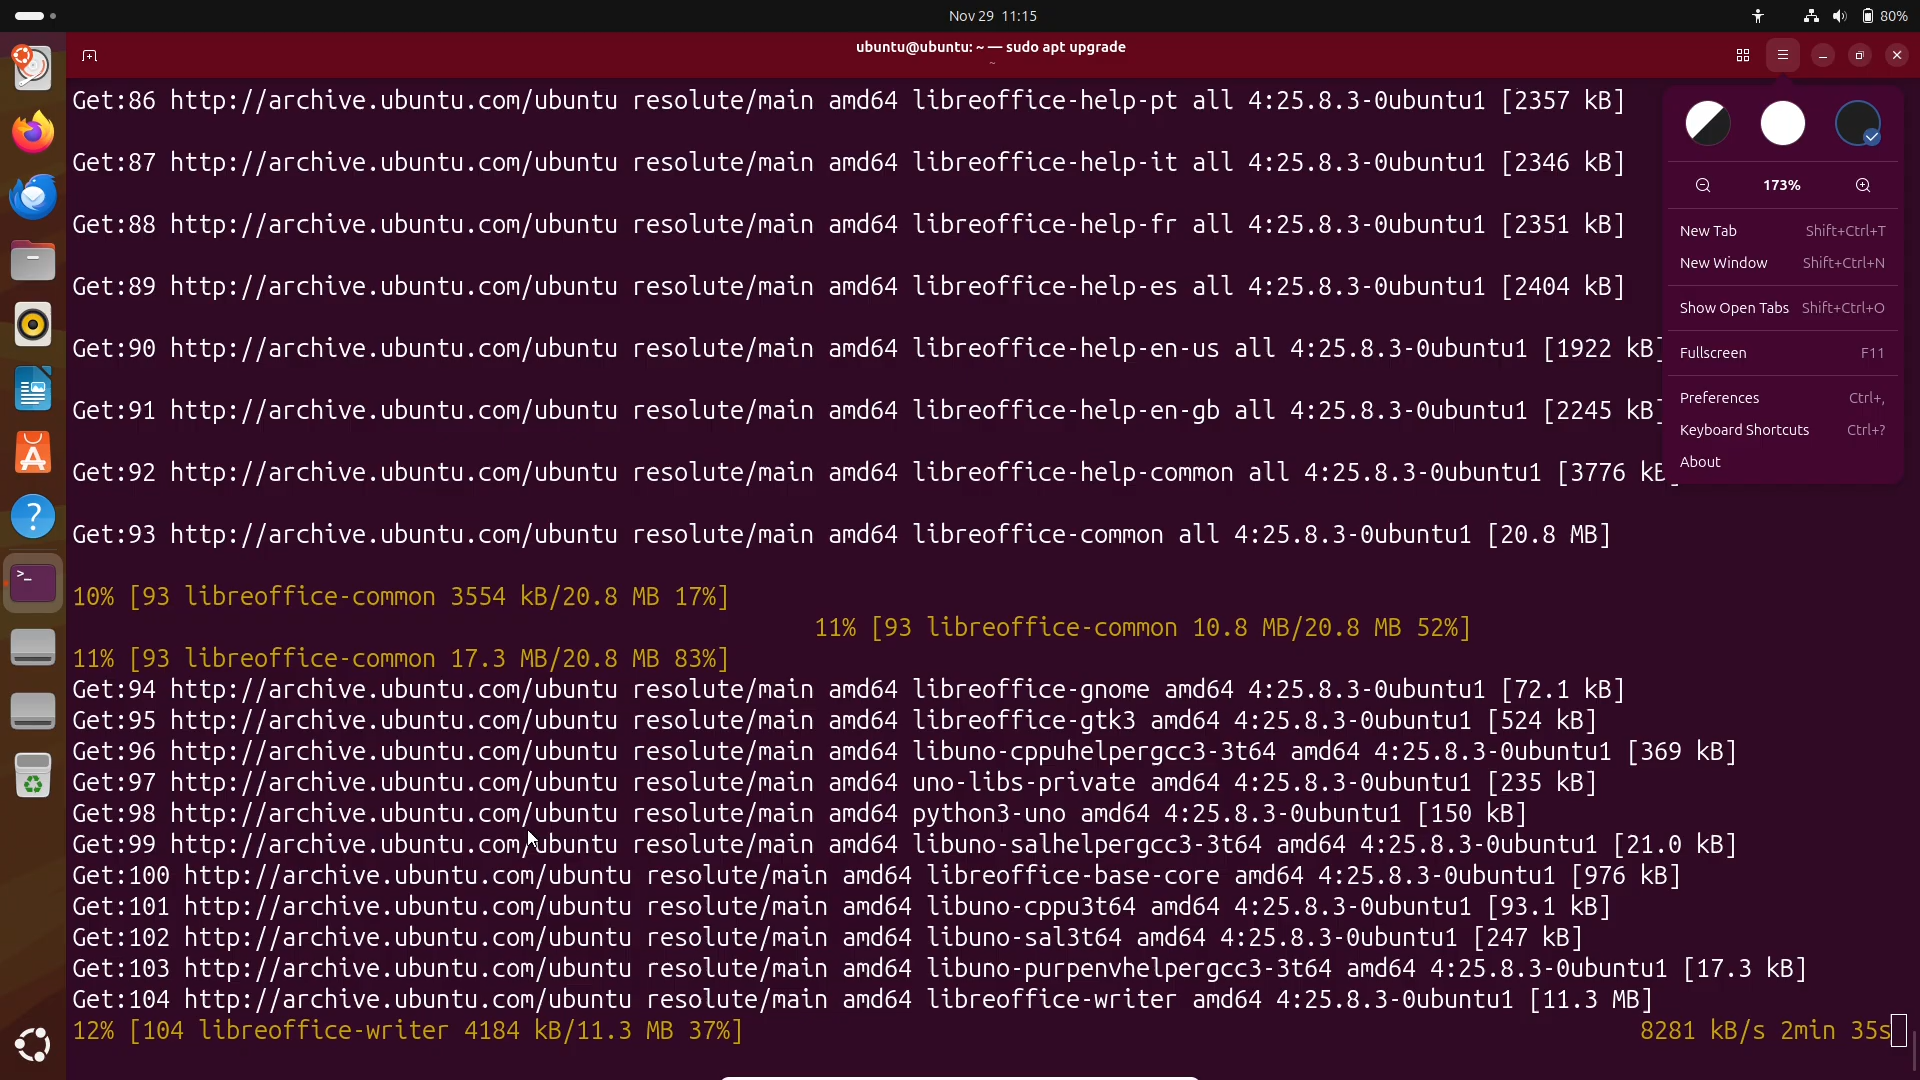 Nov 29 11:15
80%
ubuntu@ubuntu: ~ — sudo apt upgrade
~
Get:86 http://archive.ubuntu.com/ubuntu resolute/main amd64 libreoffice-help-pt all 4:25.8.3-0ubuntu1 [2357 kB]
Get:87 http://archive.ubuntu.com/ubuntu resolute/main amd64 libreoffice-help-it all 4:25.8.3-0ubuntu1 [2346 kB]
Get:88 http://archive.ubuntu.com/ubuntu resolute/main amd64 libreoffice-help-fr all 4:25.8.3-0ubuntu1 [2351 kB]
Get:89 http://archive.ubuntu.com/ubuntu resolute/main amd64 libreoffice-help-es all 4:25.8.3-0ubuntu1 [2404 kB]
Get:90 http://archive.ubuntu.com/ubuntu resolute/main amd64 libreoffice-help-en-us all 4:25.8.3-0ubuntu1 [1922 kB]
Get:91 http://archive.ubuntu.com/ubuntu resolute/main amd64 libreoffice-help-en-gb all 4:25.8.3-0ubuntu1 [2245 kB]
Get:92 http://archive.ubuntu.com/ubuntu resolute/main amd64 libreoffice-help-common all 4:25.8.3-0ubuntu1 [3776 kB]
Get:93 http://archive.ubuntu.com/ubuntu resolute/main amd64 libreoffice-common all 4:25.8.3-0ubuntu1 [20.8 MB]
10% [93 libreoffice-common 3554 kB/20.8 MB 17%]
11% [93 libreoffice-common 10.8 MB/20.8 MB 52%]
11% [93 libreoffice-common 17.3 MB/20.8 MB 83%]
Get:94 http://archive.ubuntu.com/ubuntu resolute/main amd64 libreoffice-gnome amd64 4:25.8.3-0ubuntu1 [72.1 kB]
Get:95 http://archive.ubuntu.com/ubuntu resolute/main amd64 libreoffice-gtk3 amd64 4:25.8.3-0ubuntu1 [524 kB]
Get:96 http://archive.ubuntu.com/ubuntu resolute/main amd64 libuno-cppuhelpergcc3-3t64 amd64 4:25.8.3-0ubuntu1 [369 kB]
Get:97 http://archive.ubuntu.com/ubuntu resolute/main amd64 uno-libs-private amd64 4:25.8.3-0ubuntu1 [235 kB]
Get:98 http://archive.ubuntu.com/ubuntu resolute/main amd64 python3-uno amd64 4:25.8.3-0ubuntu1 [150 kB]
Get:99 http://archive.ubuntu.com/ubuntu resolute/main amd64 libuno-salhelpergcc3-3t64 amd64 4:25.8.3-0ubuntu1 [21.0 kB]
Get:100 http://archive.ubuntu.com/ubuntu resolute/main amd64 libreoffice-base-core amd64 4:25.8.3-0ubuntu1 [976 kB]
Get:101 http://archive.ubuntu.com/ubuntu resolute/main amd64 libuno-cppu3t64 amd64 4:25.8.3-0ubuntu1 [93.1 kB]
Get:102 http://archive.ubuntu.com/ubuntu resolute/main amd64 libuno-sal3t64 amd64 4:25.8.3-0ubuntu1 [247 kB]
Get:103 http://archive.ubuntu.com/ubuntu resolute/main amd64 libuno-purpenvhelpergcc3-3t64 amd64 4:25.8.3-0ubuntu1 [17.3 kB]
Get:104 http://archive.ubuntu.com/ubuntu resolute/main amd64 libreoffice-writer amd64 4:25.8.3-0ubuntu1 [11.3 MB]
12% [104 libreoffice-writer 4184 kB/11.3 MB 37%] 8281 kB/s 2min 35s
173%
New Tab Shift+Ctrl+T
New Window Shift+Ctrl+N
Show Open Tabs Shift+Ctrl+O
Fullscreen F11
Preferences Ctrl+,
Keyboard Shortcuts Ctrl+?
About